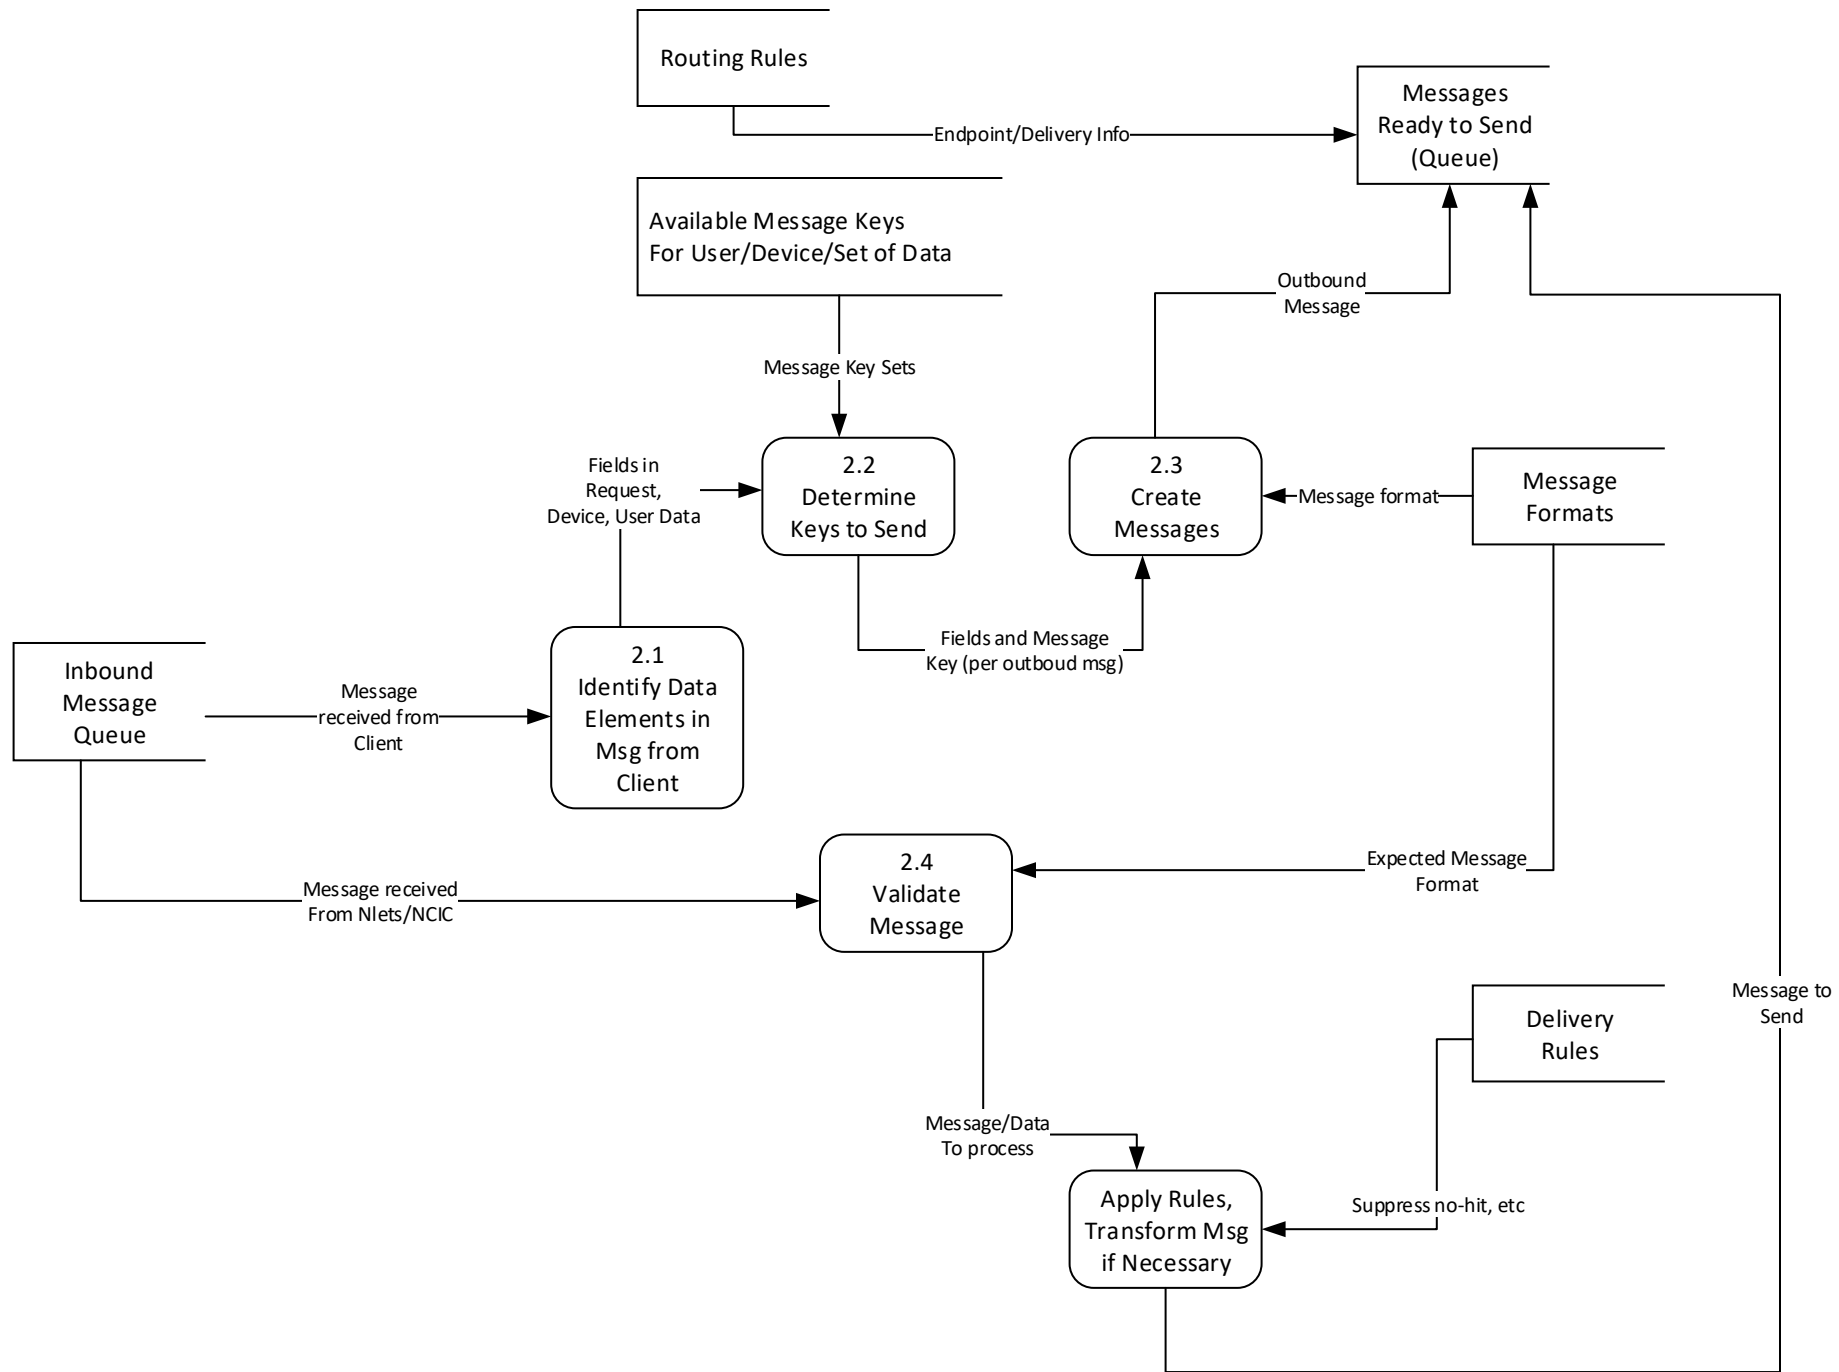 Routing Rules
Messages
Ready to Send
(Queue)
Endpoint/Delivery Info
Available Message Keys
For User/Device/Set of Data
Outbound
Message
Message Key Sets
Fields in
Request,
Device, User Data
2.2
Determine
Keys to Send
2.3
Create
Messages
Message format
Message
Formats
Inbound
Message
Queue
Message
received from
Client
2.1
Identify Data
Elements in
Msg from
Client
Fields and Message
Key (per outboud msg)
2.4
Validate
Message
Expected Message
Format
Message received
From Nlets/NCIC
Delivery
Rules
Message to
Send
Message/Data
To process
Apply Rules,
Transform Msg
if Necessary
Suppress no-hit, etc